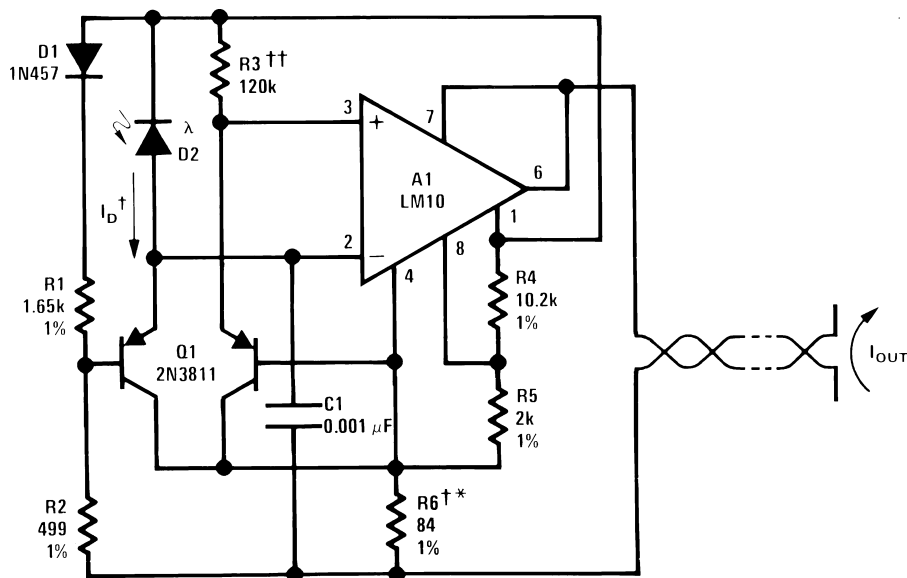 D1
1N457
R3 ††
120k
λ
D2
I_D †
3
+
7
A1
LM10
6
1
2
−
8
4
R1
1.65k
1%
Q1
2N3811
R4
10.2k
1%
I_OUT
C1
0.001 μF
R5
2k
1%
R2
499
1%
R6 †*
84
1%